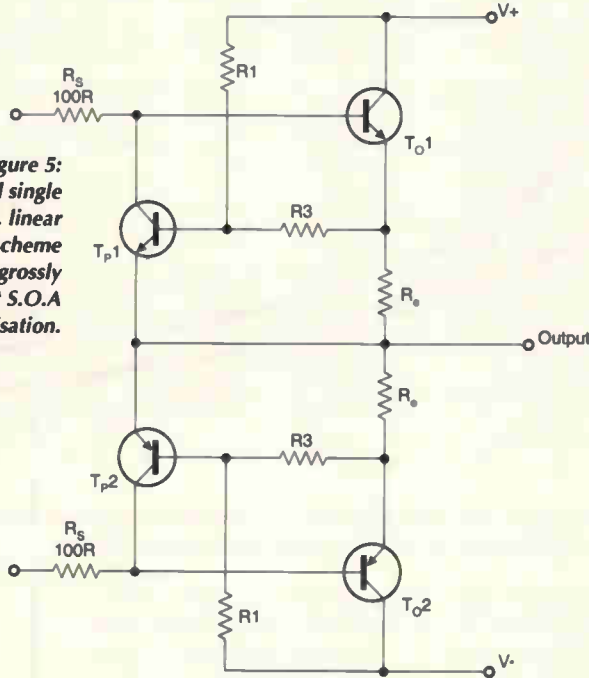 V+
R1
RS
100R
TO1
gure 5:
l single
linear
cheme
grossly
S.O.A
isation.
TP1
R3
Re
Output
Re
R3
TP2
RS
100R
TO2
R1
V-